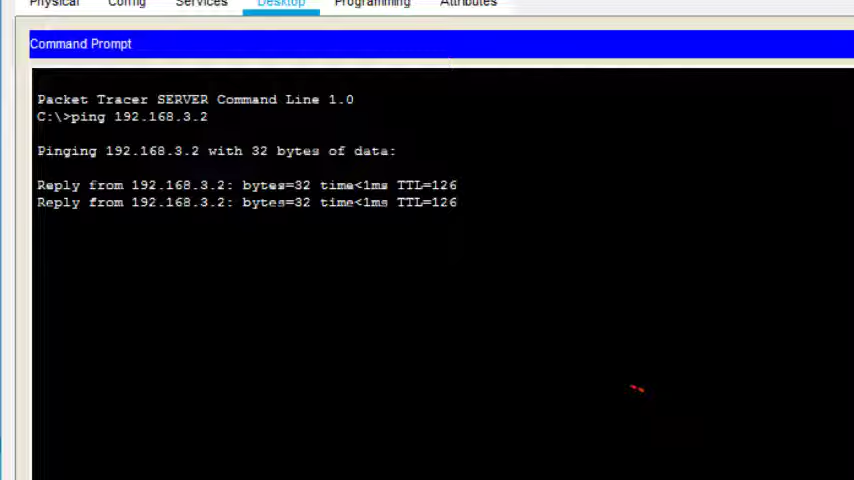 Physical Config Services Desktop Programming Attributes
Command Prompt
Packet Tracer SERVER Command Line 1.0
C:\>ping 192.168.3.2
Pinging 192.168.3.2 with 32 bytes of data:
Reply from 192.168.3.2: bytes=32 time<1ms TTL=126
Reply from 192.168.3.2: bytes=32 time<1ms TTL=126